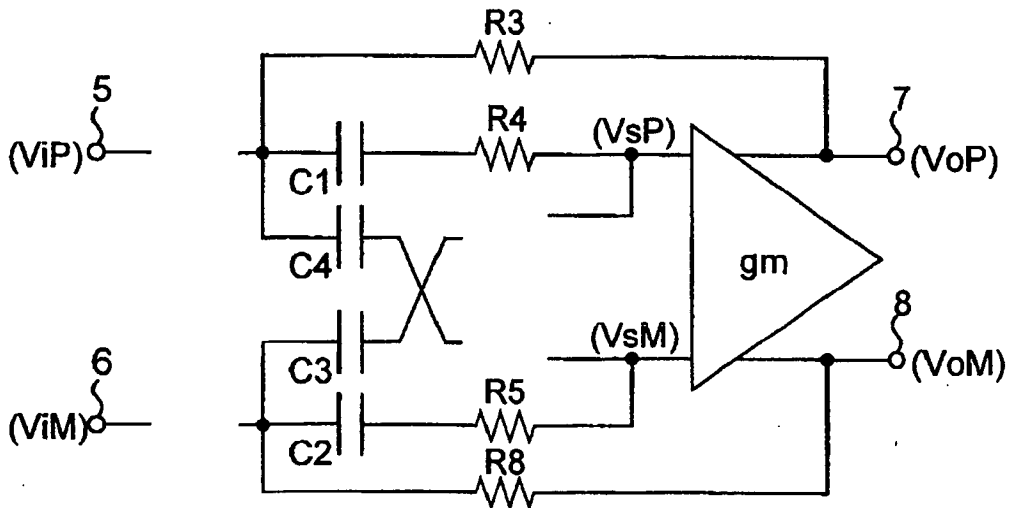 R3
5
7
R4
(VsP)
(ViP)
(VoP)
C1
C4
gm
8
(VsM)
6
C3
(VoM)
R5
(ViM)
C2
R8